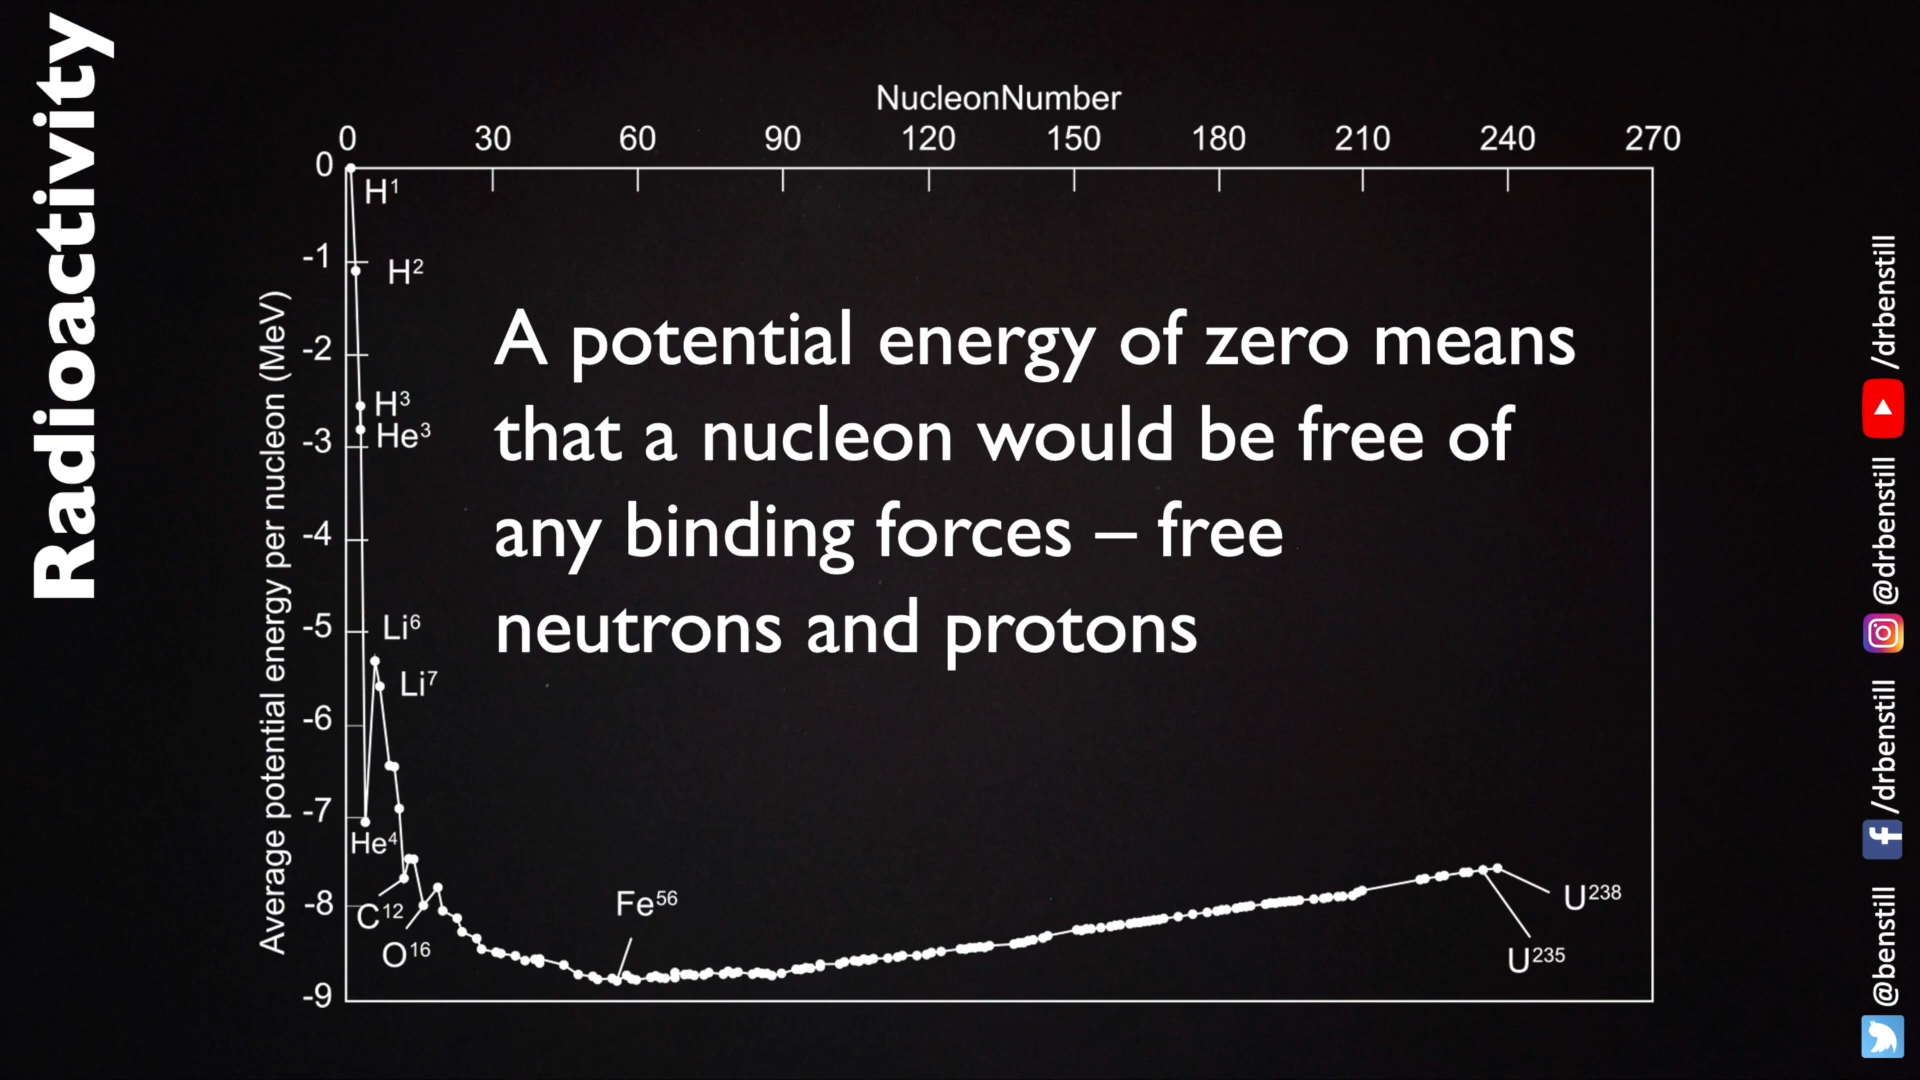 Radioactivity
NucleonNumber
0 30 60 90 120 150 180 210 240 270
Average potential energy per nucleon (MeV)
0
-1
-2
-3
-4
-5
-6
-7
-8
-9
H¹
H²
H³
He³
Li⁶
Li⁷
He⁴
C¹²
O¹⁶
Fe⁵⁶
U²³⁸
U²³⁵
A potential energy of zero means
that a nucleon would be free of
any binding forces – free
neutrons and protons
/drbenstill
@drbenstill
/drbenstill
@benstill